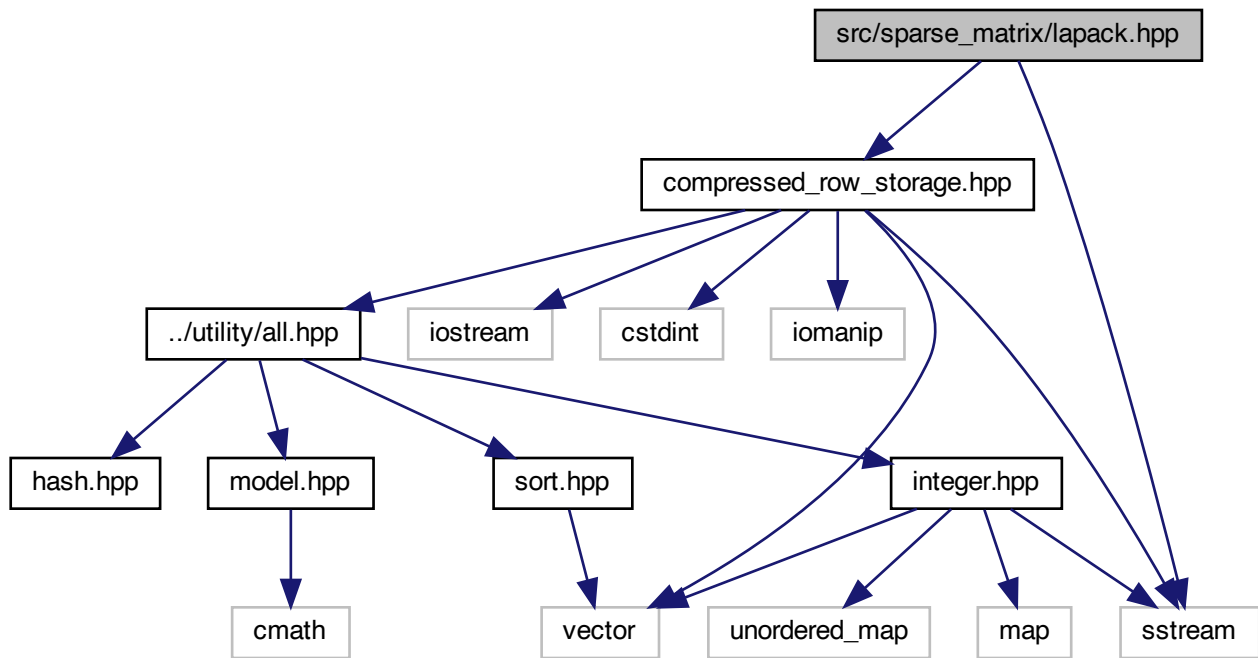 src/sparse_matrix/lapack.hpp
compressed_row_storage.hpp
../utility/all.hpp
iostream
cstdint
iomanip
hash.hpp
model.hpp
sort.hpp
integer.hpp
cmath
vector
unordered_map
map
sstream